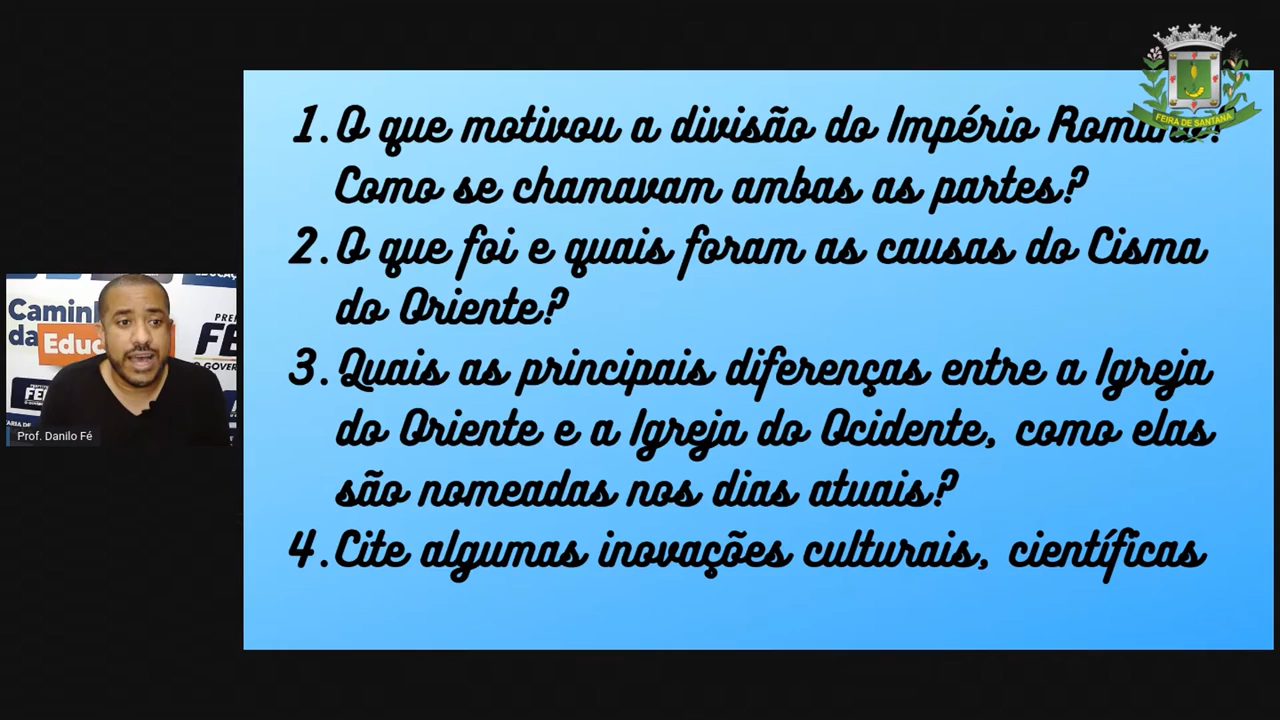 FEIRA DE SANTANA
1. O que motivou a divisão do Império
Como se chamavam ambas as partes?
2. O que foi e quais foram as causas do Cisma
do Oriente?
3. Quais as principais diferenças entre a Igreja
do Oriente e a Igreja do Ocidente, como elas
são nomeadas nos dias atuais?
4. Cite algumas inovações culturais, científicas
da
Prof. Danilo Fé